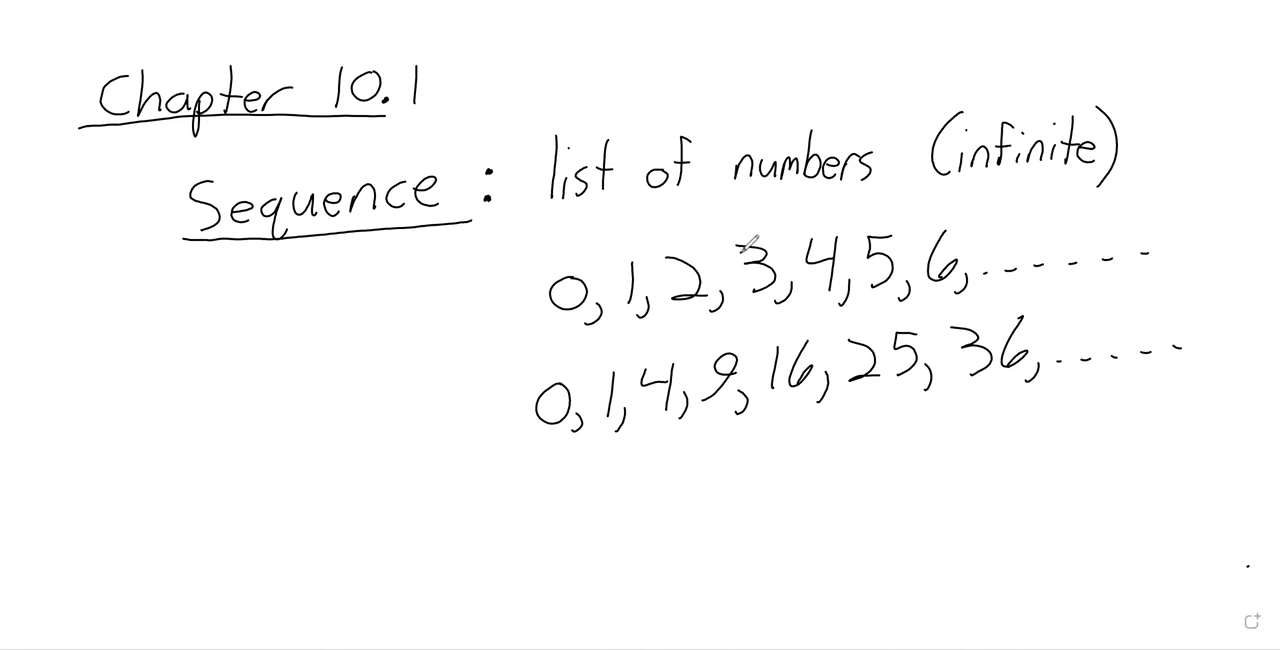 Chapter 10.1
Sequence : list of numbers (infinite)
0, 1, 2, 3, 4, 5, 6, ......
0, 1, 4, 9, 16, 25, 36, .....